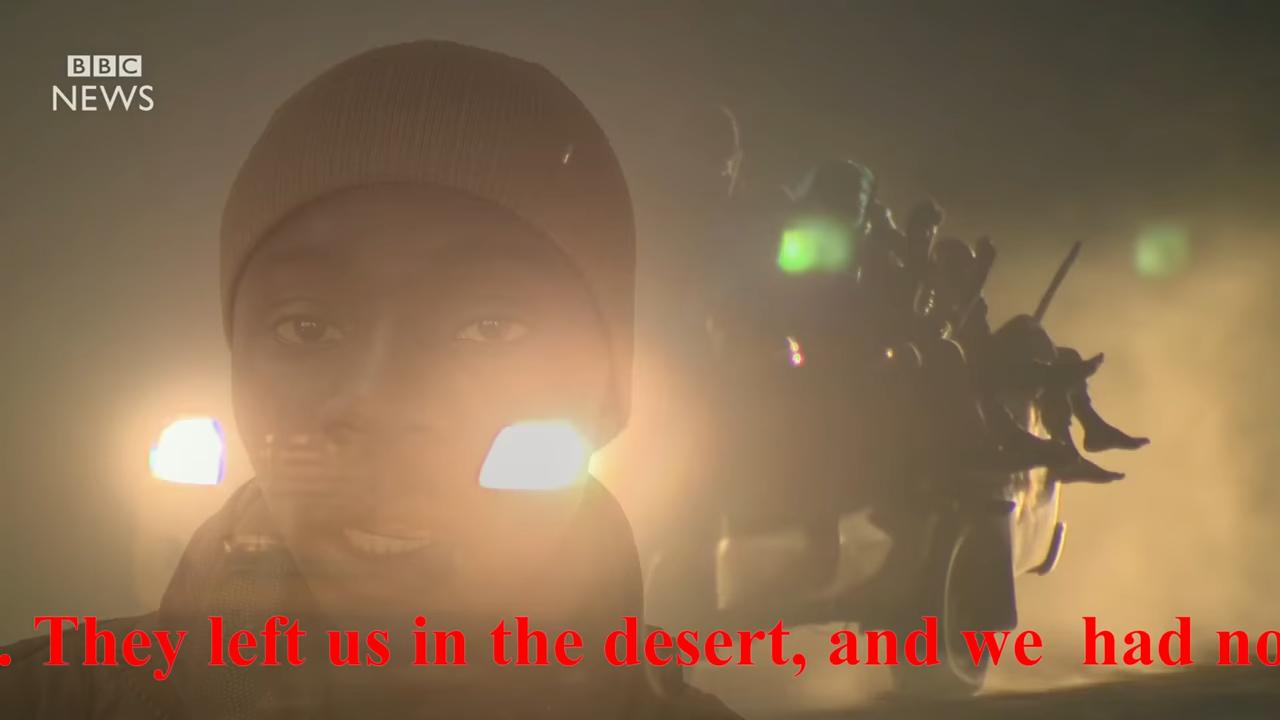 BBC
NEWS
. They left us in the desert, and we had no